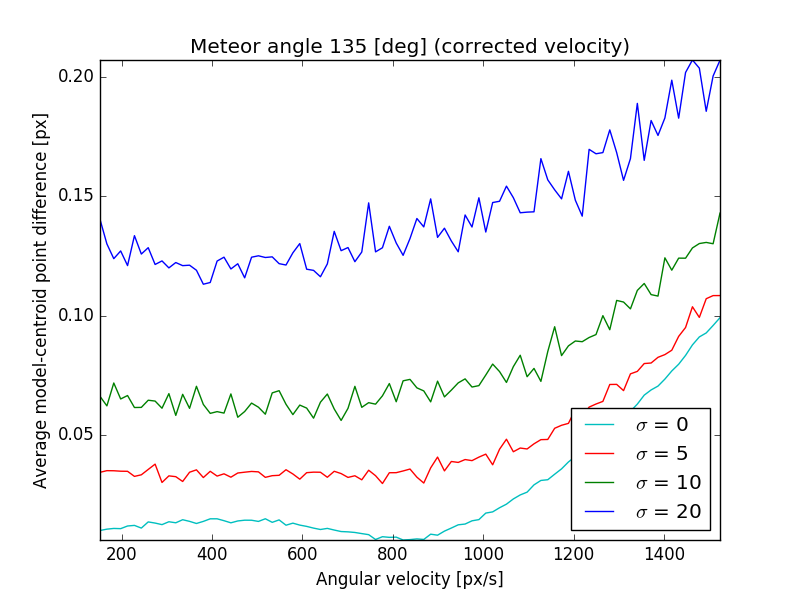 Meteor angle 135 [deg] (corrected velocity)
Average model-centroid point difference [px]
0.20
0.15
0.10
0.05
σ = 0
σ = 5
σ = 10
σ = 20
200 400 600 800 1000 1200 1400
Angular velocity [px/s]